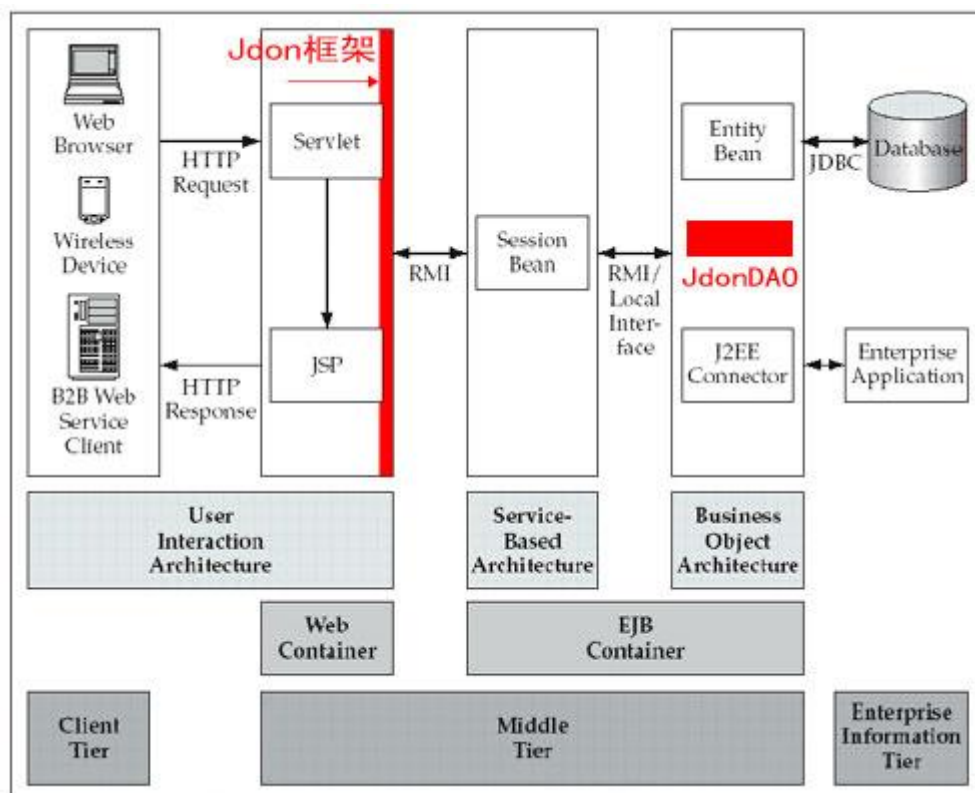 Jdon框架
Web
Browser
Wireless
Device
B2B Web
Service
Client
HTTP
Request
HTTP
Response
Servlet
JSP
RMI
Session
Bean
RMI/
Local
Inter-
face
Entity
Bean
JdonDAO
J2EE
Connector
JDBC
Database
Enterprise
Application
User
Interaction
Architecture
Service-
Based
Architecture
Business
Object
Architecture
Web
Container
EJB
Container
Client
Tier
Middle
Tier
Enterprise
Information
Tier